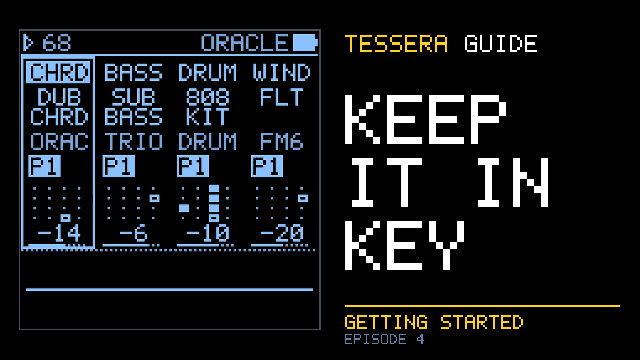 68 ORACLE
CHRD BASS DRUM WIND
DUB SUB 808 FLT
CHRD BASS KIT
ORAC TRIO DRUM FM6
P1 P1 P1 P1
-14 -6 -10 -20
TESSERA GUIDE
KEEP
IT IN
KEY
GETTING STARTED
EPISODE 4